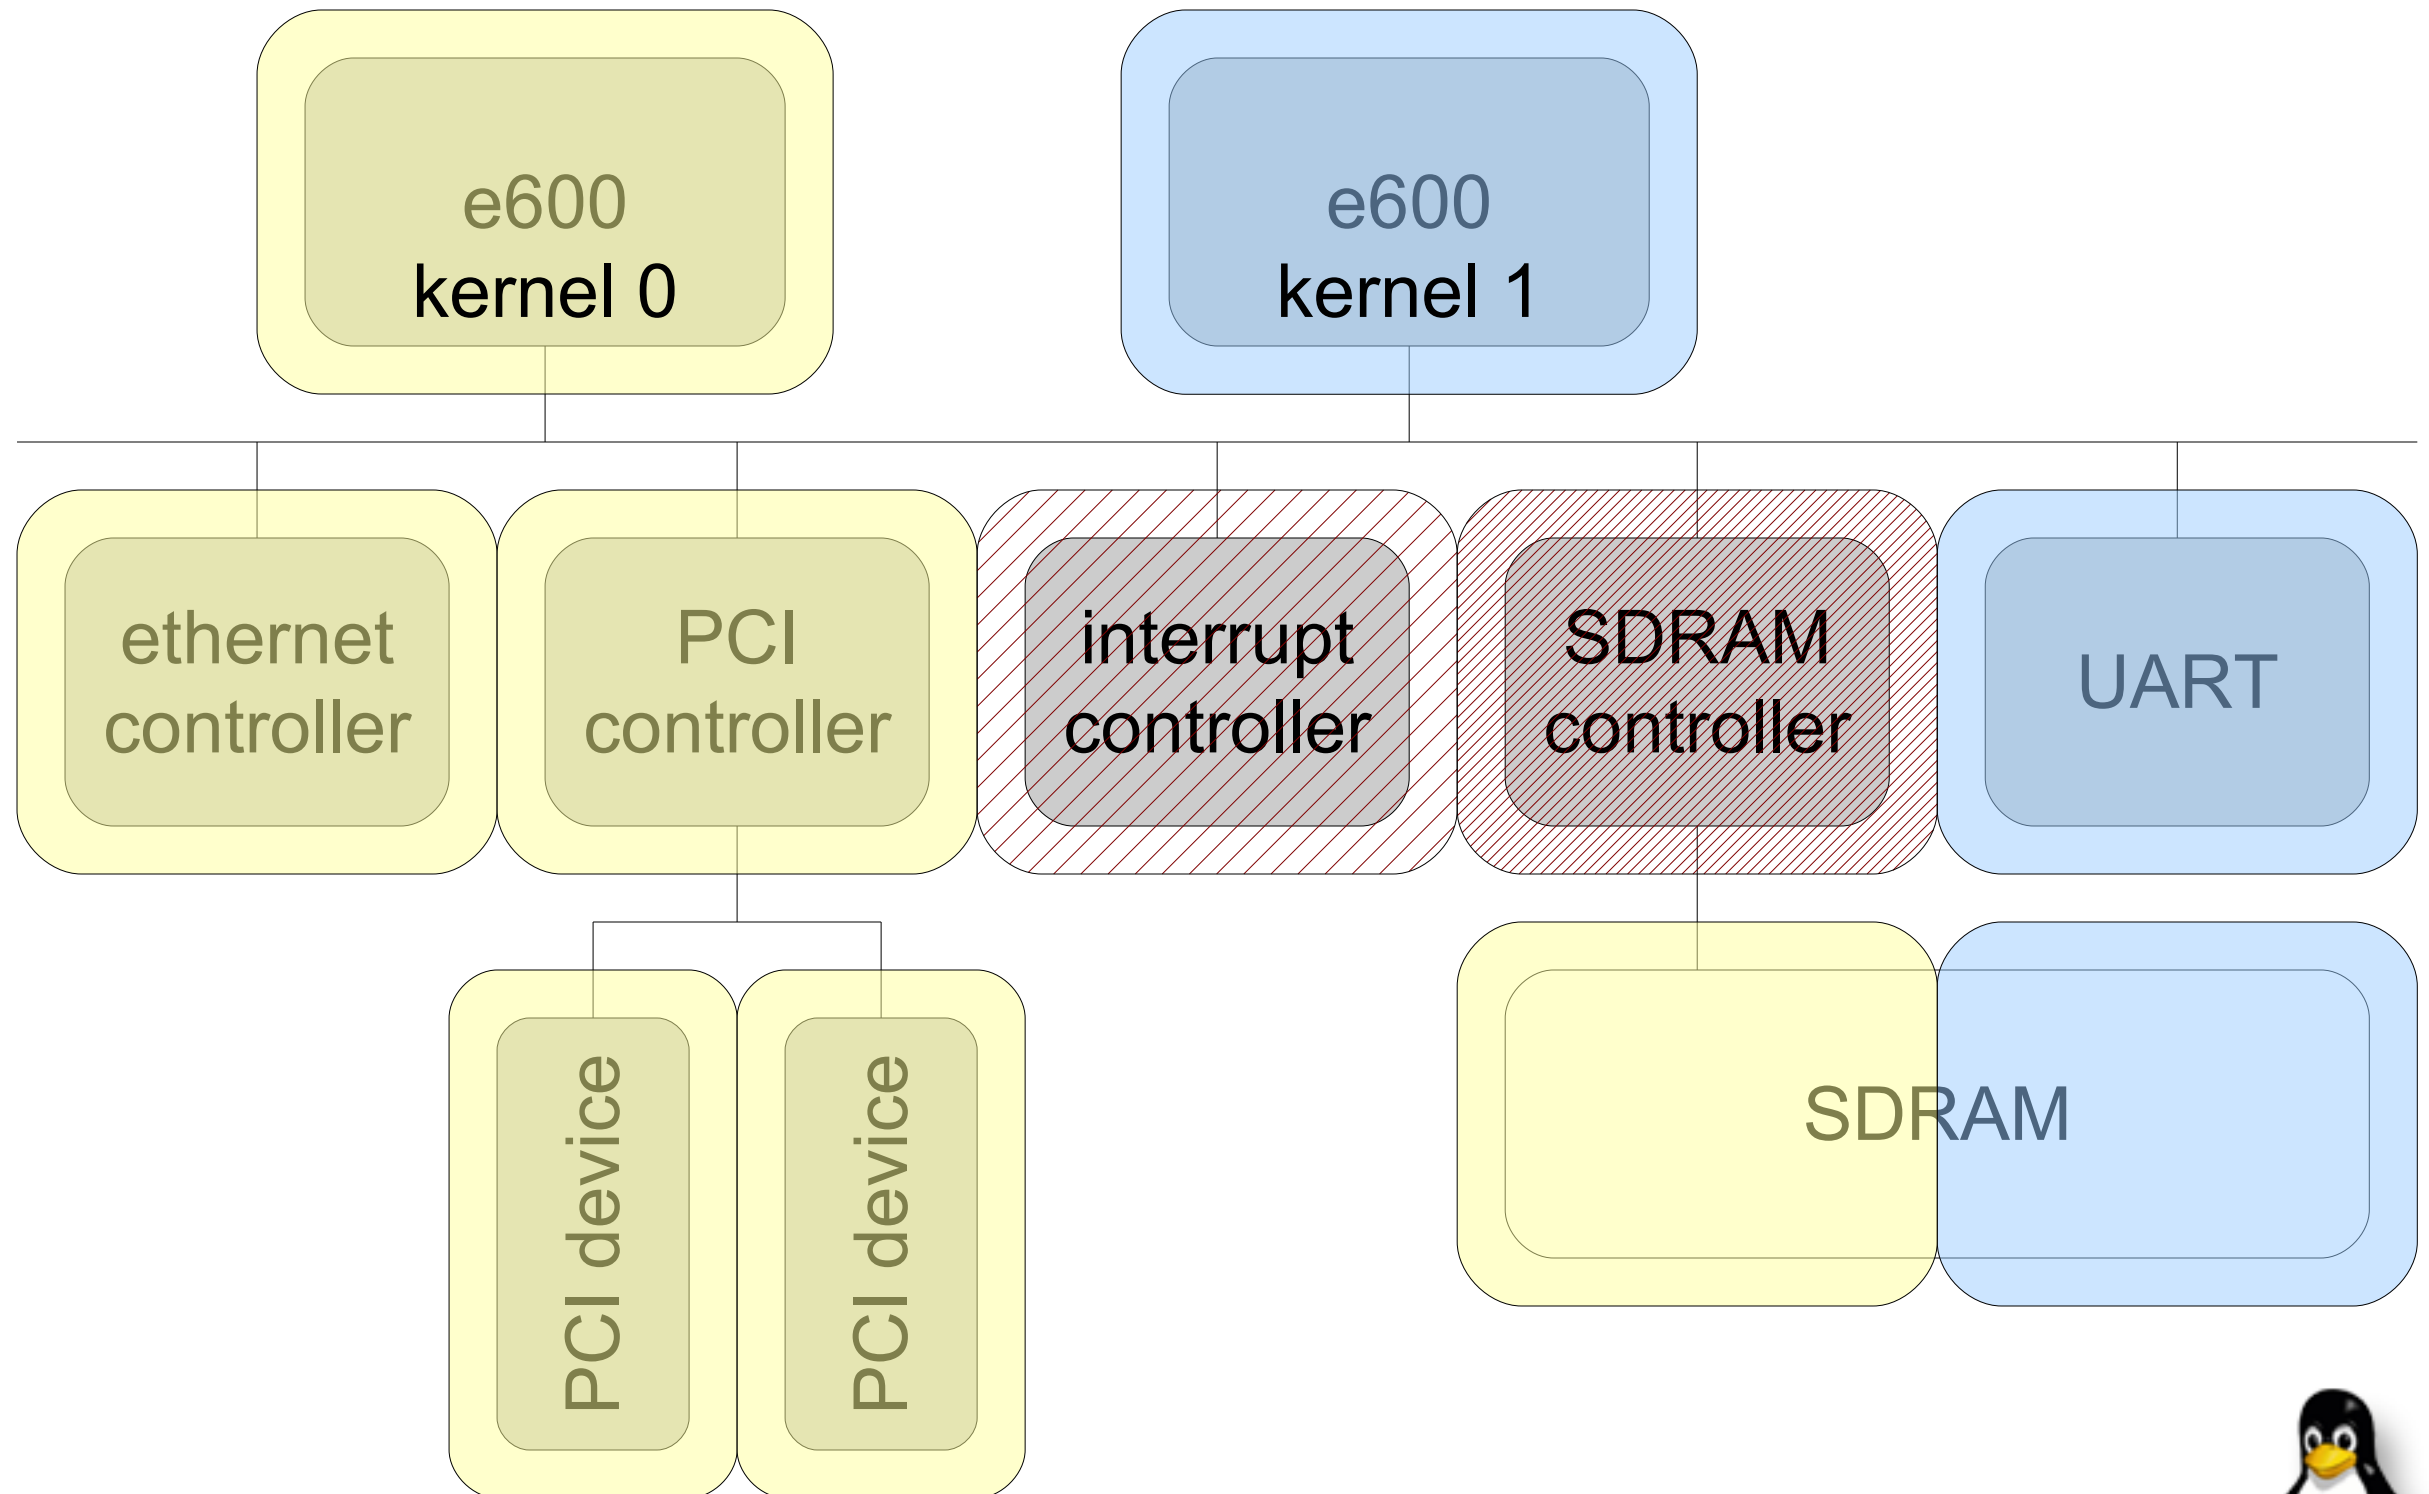 e600
kernel 0
e600
kernel 1
ethernet
controller
PCI
controller
interrupt
controller
SDRAM
controller
UART
PCI device
PCI device
SDRAM